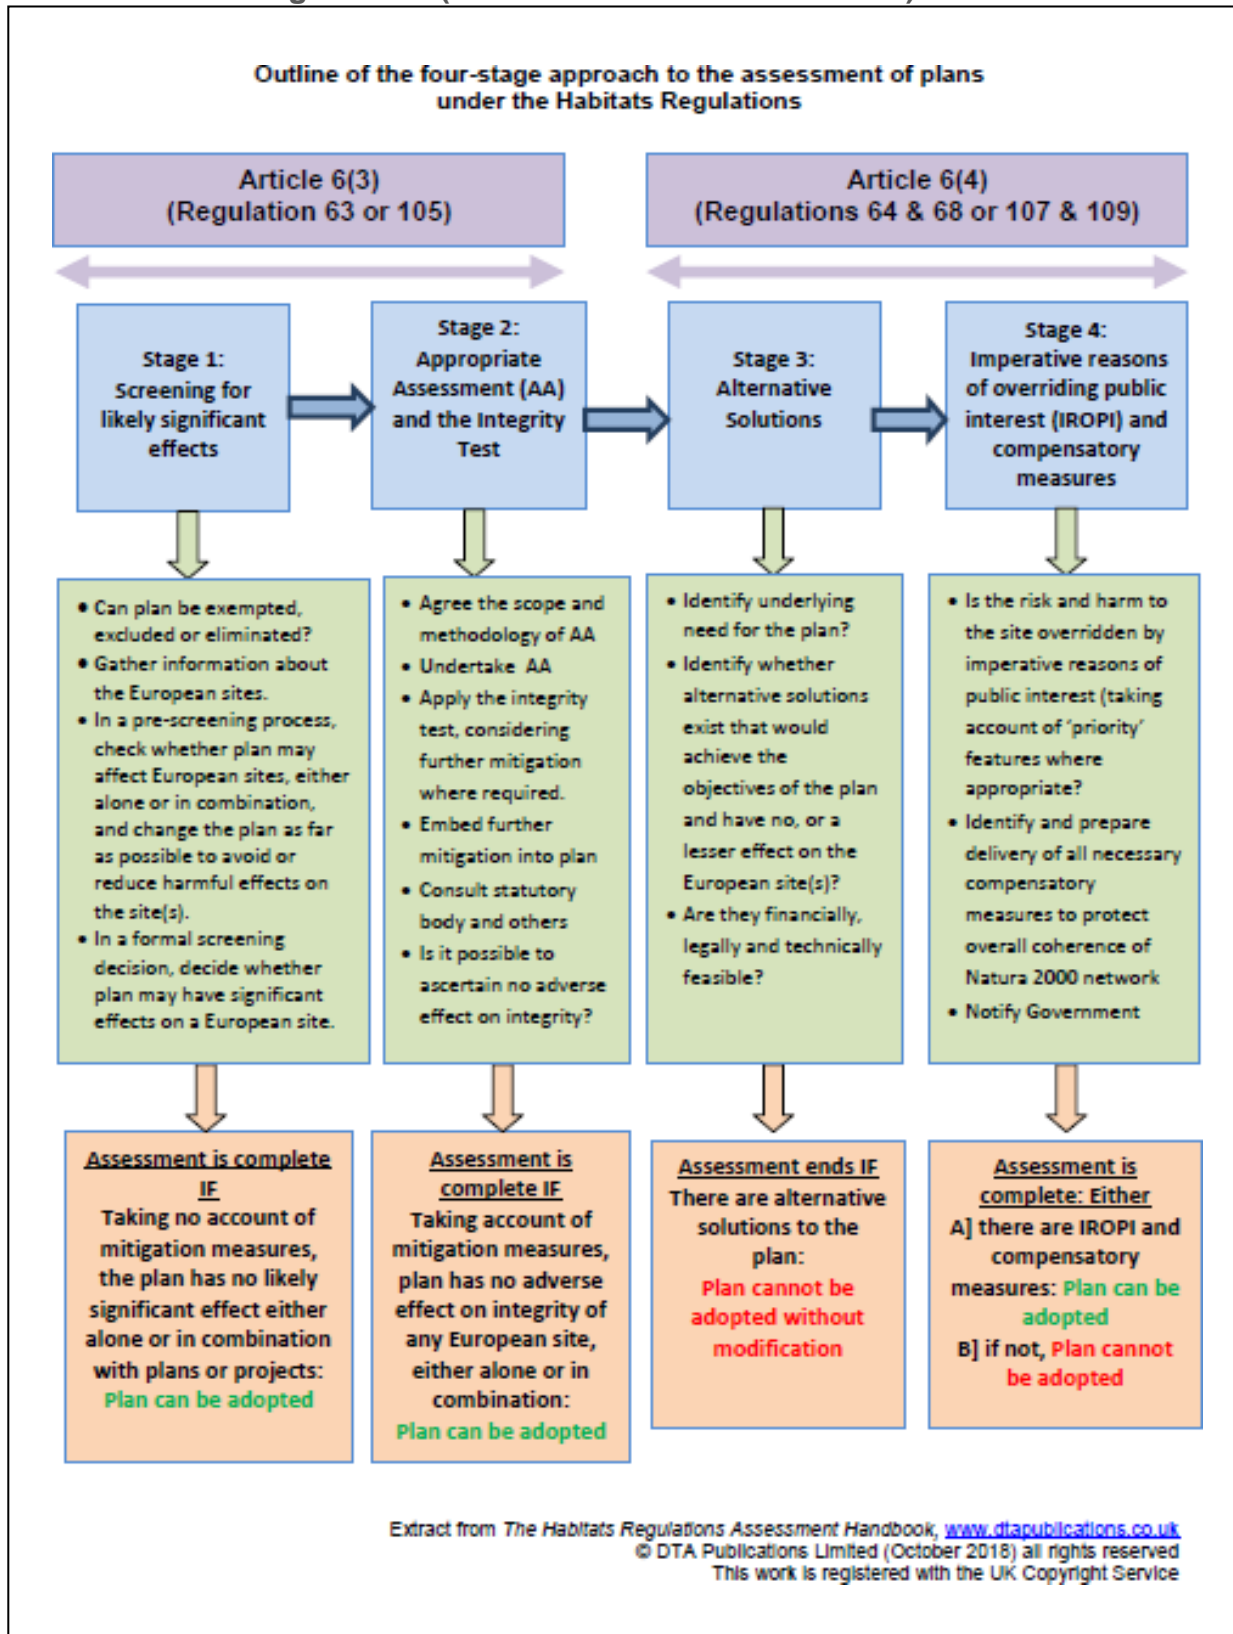 Outline of the four-stage approach to the assessment of plans
under the Habitats Regulations
Article 6(3)
(Regulation 63 or 105)
Article 6(4)
(Regulations 64 & 68 or 107 & 109)
Stage 1:
Screening for
likely significant
effects
Stage 2:
Appropriate
Assessment (AA)
and the Integrity
Test
Stage 3:
Alternative
Solutions
Stage 4:
Imperative reasons
of overriding public
interest (IROPI) and
compensatory
measures
• Can plan be exempted,
excluded or eliminated?
• Gather information about
the European sites.
• In a pre-screening process,
check whether plan may
affect European sites, either
alone or in combination,
and change the plan as far
as possible to avoid or
reduce harmful effects on
the site(s).
• In a formal screening
decision, decide whether
plan may have significant
effects on a European site.
• Agree the scope and
methodology of AA
• Undertake AA
• Apply the integrity
test, considering
further mitigation
where required.
• Embed further
mitigation into plan
• Consult statutory
body and others
• Is it possible to
ascertain no adverse
effect on integrity?
• Identify underlying
need for the plan?
• Identify whether
alternative solutions
exist that would
achieve the
objectives of the plan
and have no, or a
lesser effect on the
European site(s)?
• Are they financially,
legally and technically
feasible?
• Is the risk and harm to
the site overridden by
imperative reasons of
public interest (taking
account of ‘priority’
features where
appropriate?
• Identify and prepare
delivery of all necessary
compensatory
measures to protect
overall coherence of
Natura 2000 network
• Notify Government
Assessment is complete
IF
Taking no account of
mitigation measures,
the plan has no likely
significant effect either
alone or in combination
with plans or projects:
Plan can be adopted
Assessment is
complete IF
Taking account of
mitigation measures,
plan has no adverse
effect on integrity of
any European site,
either alone or in
combination:
Plan can be adopted
Assessment ends IF
There are alternative
solutions to the
plan:
Plan cannot be
adopted without
modification
Assessment is
complete: Either
A] there are IROPI and
compensatory
measures: Plan can be
adopted
B] if not, Plan cannot
be adopted
Extract from The Habitats Regulations Assessment Handbook, www.dtapublications.co.uk
© DTA Publications Limited (October 2018) all rights reserved
This work is registered with the UK Copyright Service